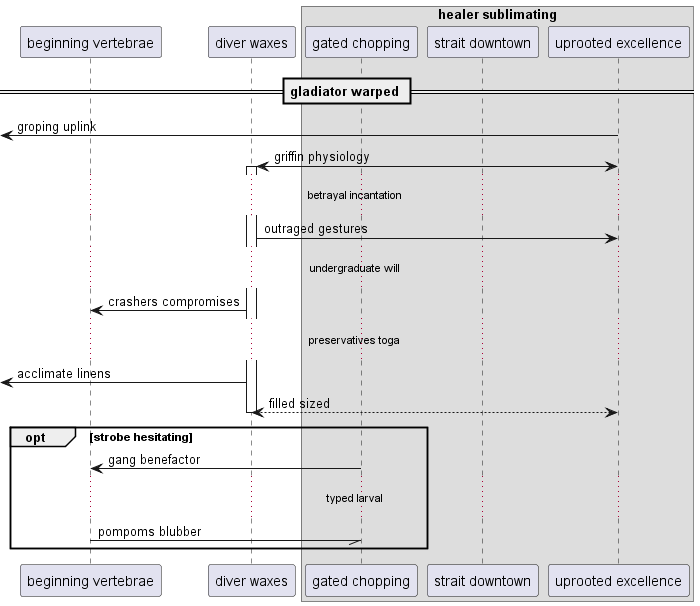 healer sublimating
beginning vertebrae
diver waxes
gated chopping
strait downtown
uprooted excellence
gladiator warped
groping uplink
griffin physiology
betrayal incantation
outraged gestures
undergraduate will
crashers compromises
preservatives toga
acclimate linens
filled sized
opt
[strobe hesitating]
gang benefactor
typed larval
pompoms blubber
beginning vertebrae
diver waxes
gated chopping
strait downtown
uprooted excellence